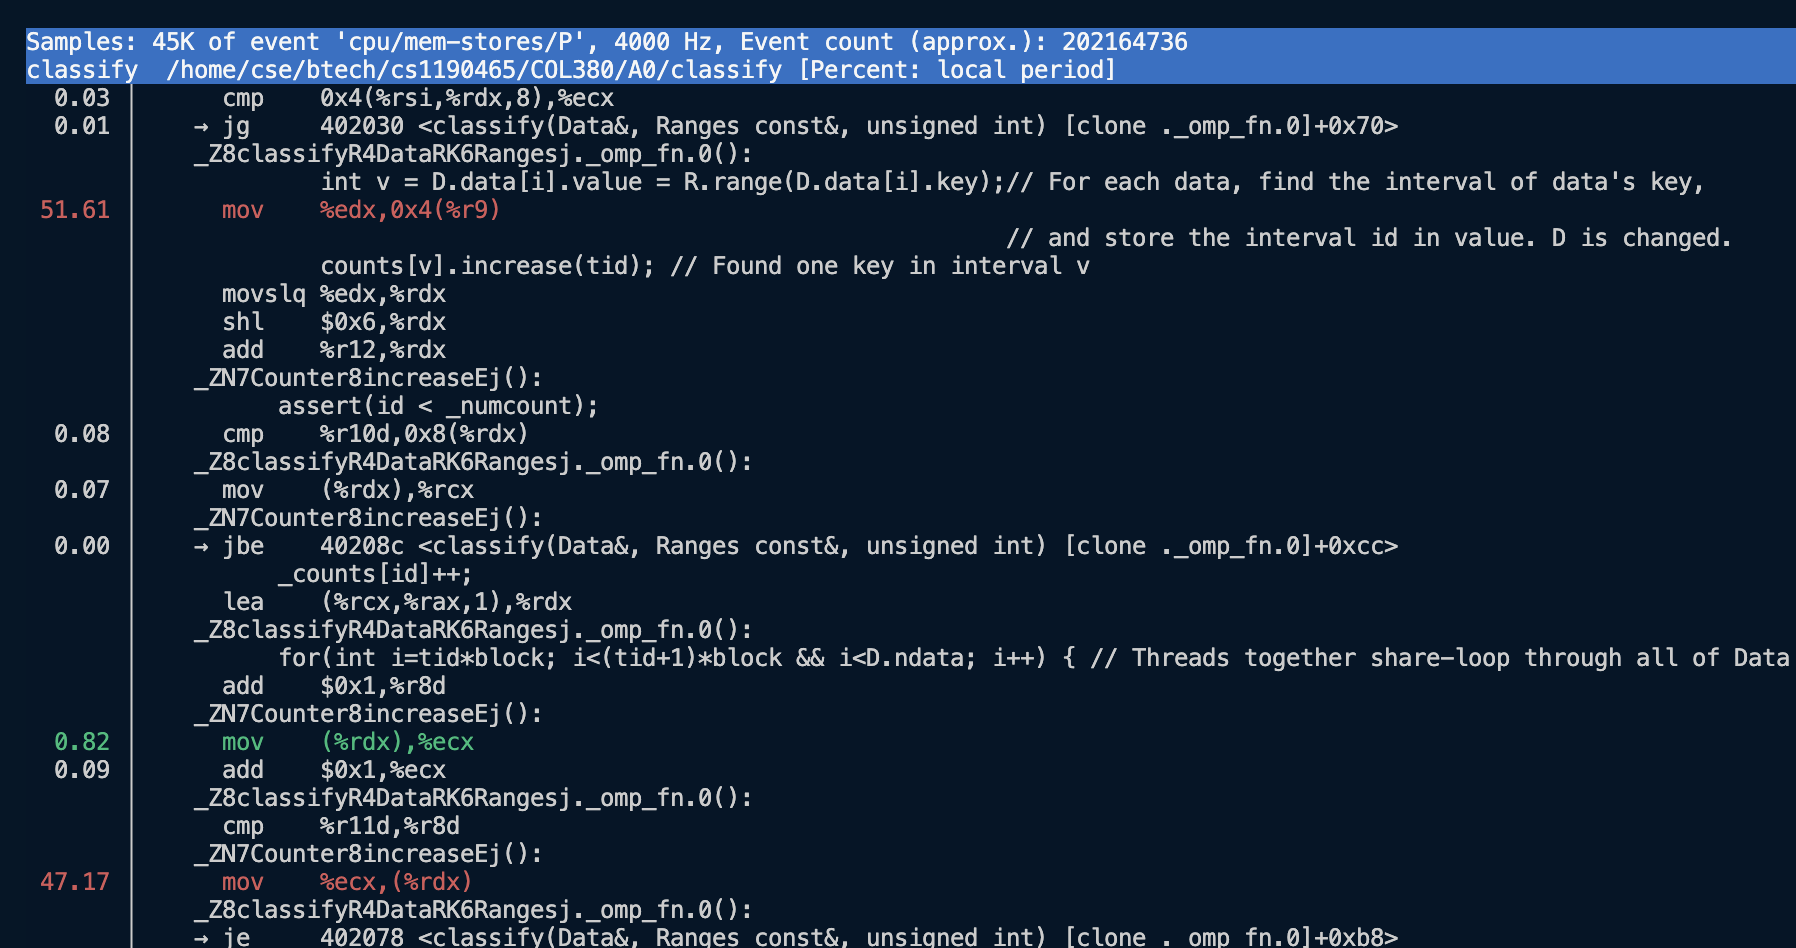 Samples: 45K of event 'cpu/mem-stores/P', 4000 Hz, Event count (approx.): 202164736
classify  /home/cse/btech/cs1190465/COL380/A0/classify [Percent: local period]
0.03 cmp 0x4(%rsi,%rdx,8),%ecx
0.01 → jg 402030 <classify(Data&, Ranges const&, unsigned int) [clone ._omp_fn.0]+0x70>
_Z8classifyR4DataRK6Rangesj._omp_fn.0():
int v = D.data[i].value = R.range(D.data[i].key);// For each data, find the interval of data's key,
51.61 mov %edx,0x4(%r9)
// and store the interval id in value. D is changed.
counts[v].increase(tid); // Found one key in interval v
movslq %edx,%rdx
shl $0x6,%rdx
add %r12,%rdx
_ZN7Counter8increaseEj():
assert(id < _numcount);
0.08 cmp %r10d,0x8(%rdx)
_Z8classifyR4DataRK6Rangesj._omp_fn.0():
0.07 mov (%rdx),%rcx
_ZN7Counter8increaseEj():
0.00 → jbe 40208c <classify(Data&, Ranges const&, unsigned int) [clone ._omp_fn.0]+0xcc>
_counts[id]++;
lea (%rcx,%rax,1),%rdx
_Z8classifyR4DataRK6Rangesj._omp_fn.0():
for(int i=tid*block; i<(tid+1)*block && i<D.ndata; i++) { // Threads together share-loop through all of Data
add $0x1,%r8d
_ZN7Counter8increaseEj():
0.82 mov (%rdx),%ecx
0.09 add $0x1,%ecx
_Z8classifyR4DataRK6Rangesj._omp_fn.0():
cmp %r11d,%r8d
_ZN7Counter8increaseEj():
47.17 mov %ecx,(%rdx)
_Z8classifyR4DataRK6Rangesj._omp_fn.0():
→ je 402078 <classify(Data&, Ranges const&, unsigned int) [clone ._omp_fn.0]+0xb8>